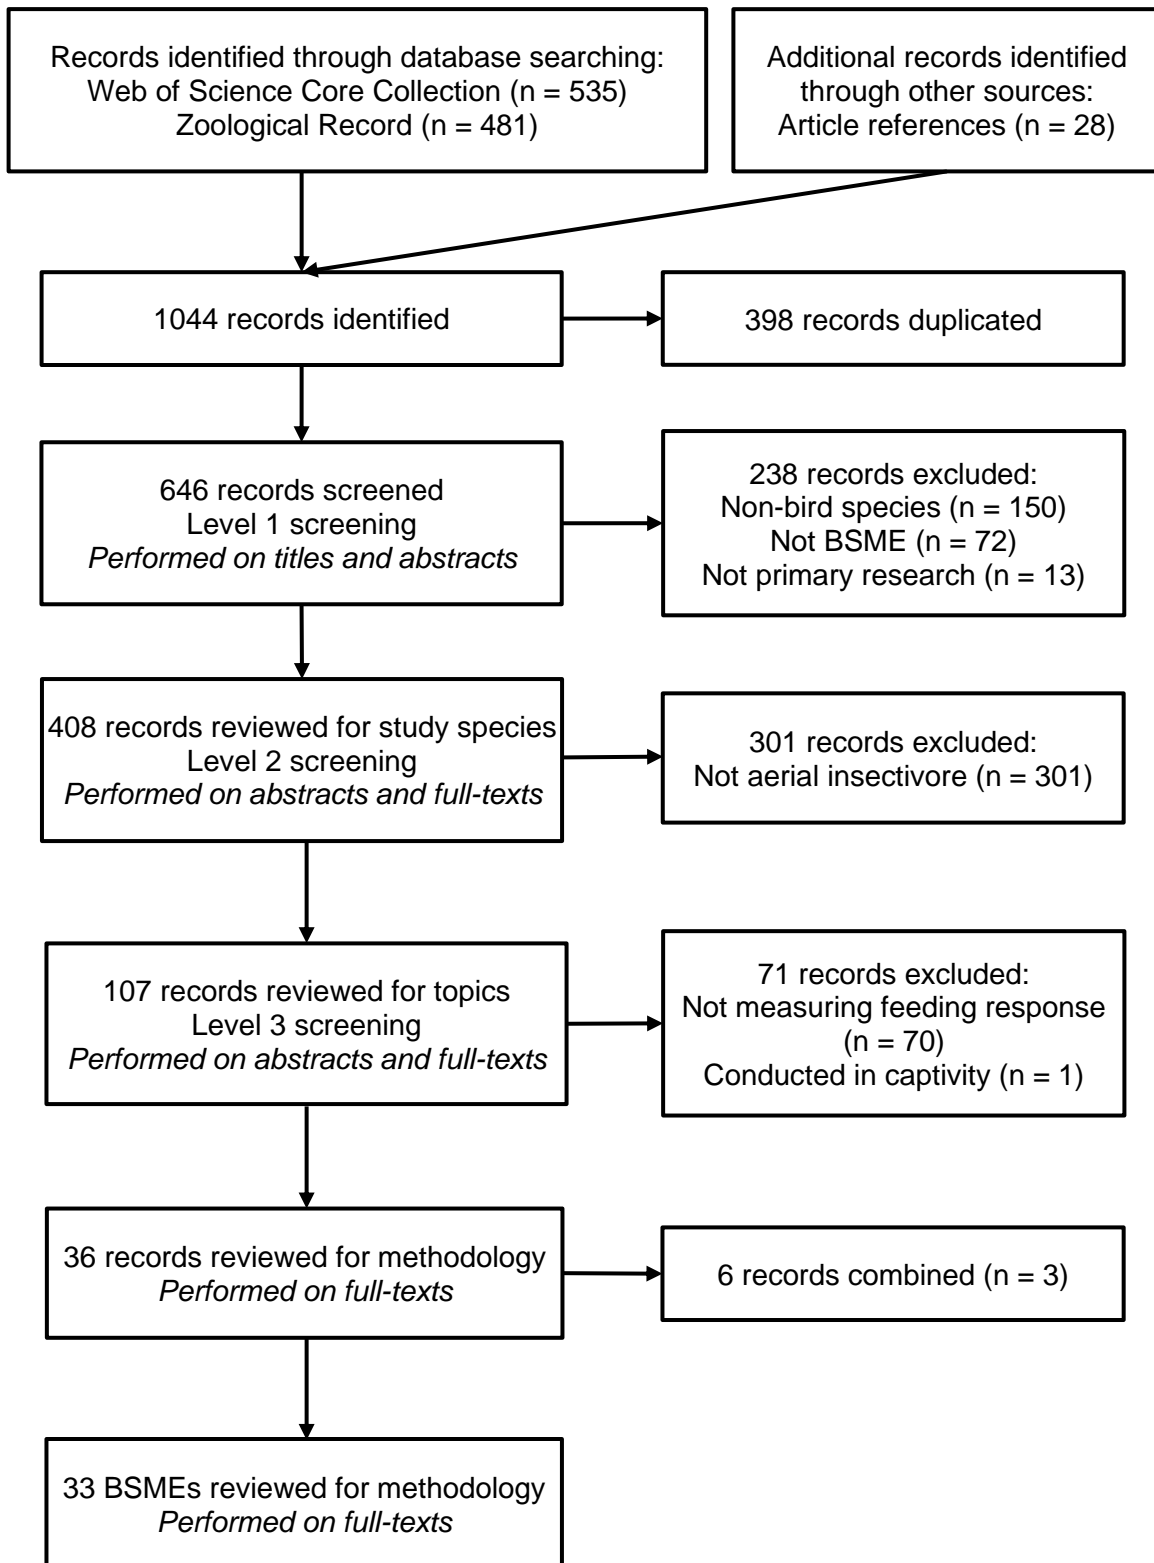 Records identified through database searching:
Web of Science Core Collection (n = 535)
Zoological Record (n = 481)
Additional records identified
through other sources:
Article references (n = 28)
1044 records identified
398 records duplicated
646 records screened
Level 1 screening
Performed on titles and abstracts
238 records excluded:
Non-bird species (n = 150)
Not BSME (n = 72)
Not primary research (n = 13)
408 records reviewed for study species
Level 2 screening
Performed on abstracts and full-texts
301 records excluded:
Not aerial insectivore (n = 301)
107 records reviewed for topics
Level 3 screening
Performed on abstracts and full-texts
71 records excluded:
Not measuring feeding response
(n = 70)
Conducted in captivity (n = 1)
36 records reviewed for methodology
Performed on full-texts
6 records combined (n = 3)
33 BSMEs reviewed for methodology
Performed on full-texts